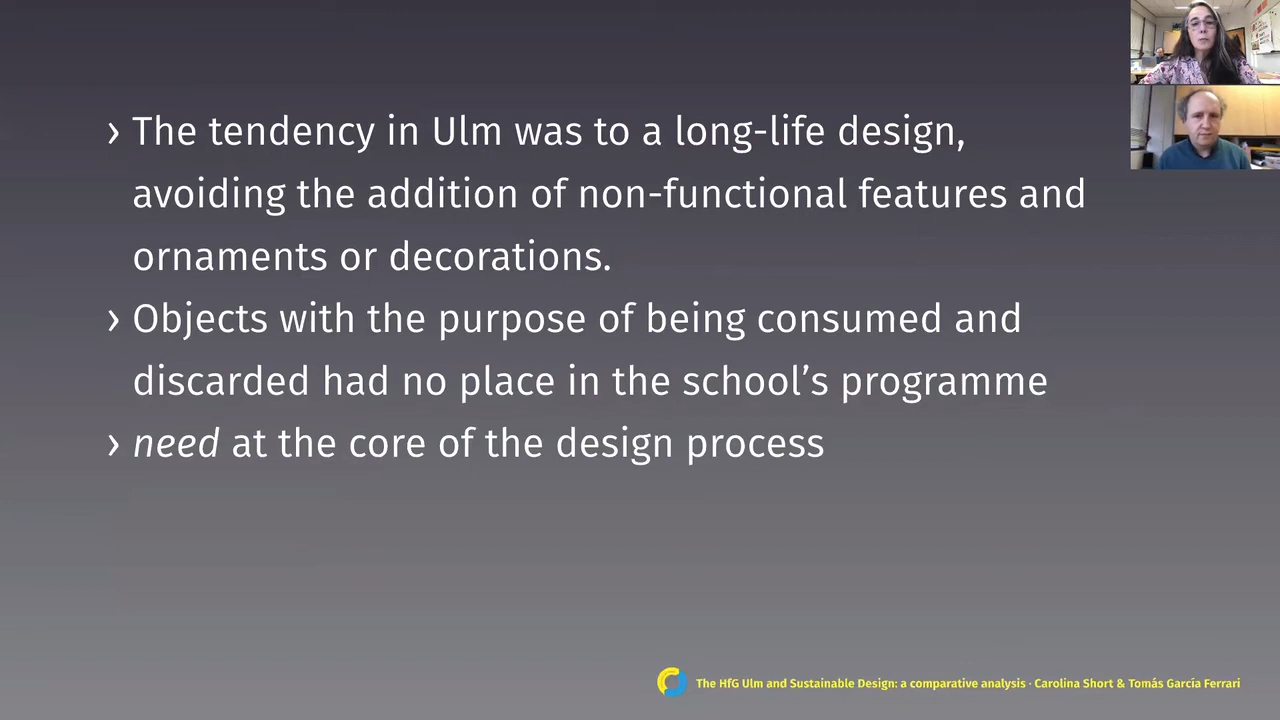 › The tendency in Ulm was to a long-life design,
avoiding the addition of non-functional features and
ornaments or decorations.
› Objects with the purpose of being consumed and
discarded had no place in the school’s programme
› need at the core of the design process
The HfG Ulm and Sustainable Design: a comparative analysis · Carolina Short & Tomás García Ferrari